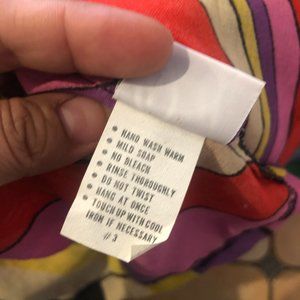 • HAND WASH WARM
• MILD SOAP
• NO BLEACH
• RINSE THOROUGHLY
• DO NOT TWIST
• HANG AT ONCE
• TOUCH UP WITH COOL
IRON IF NECESSARY
# 3